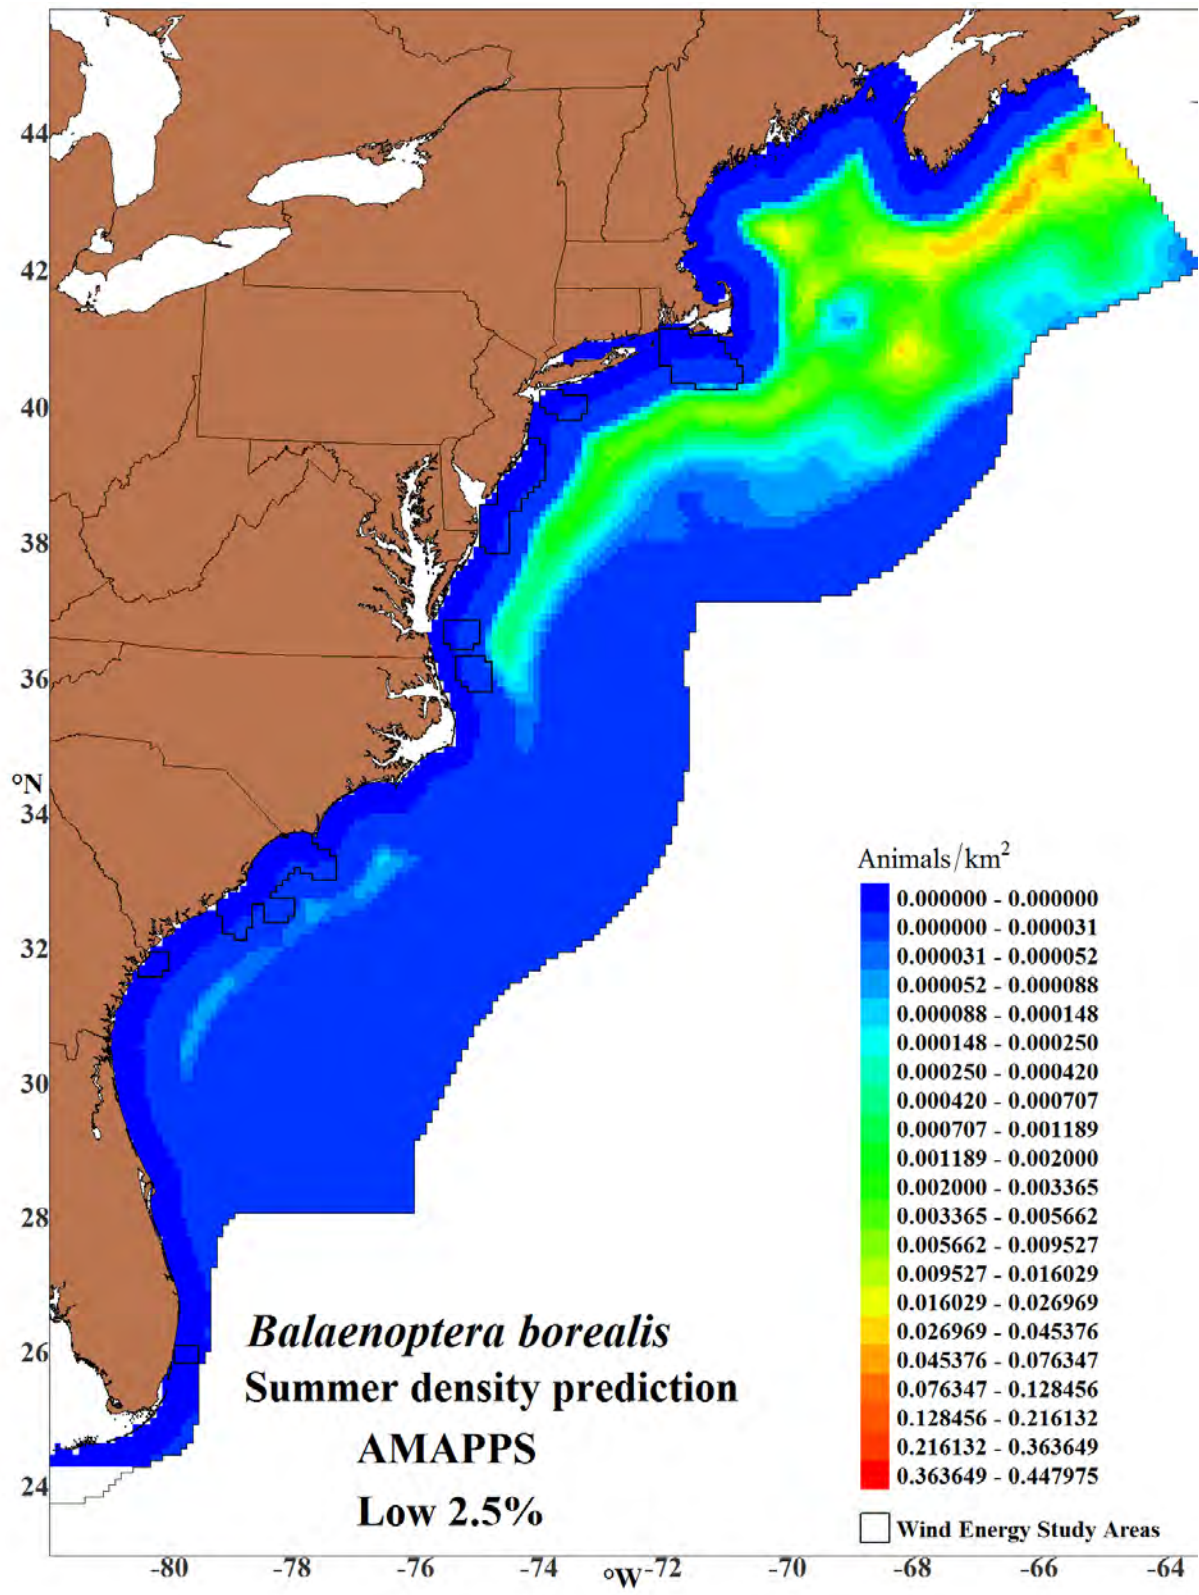 44
42
40
38
36
°N
34
32
30
28
26
24
Animals/km²
0.000000 - 0.000000
0.000000 - 0.000031
0.000031 - 0.000052
0.000052 - 0.000088
0.000088 - 0.000148
0.000148 - 0.000250
0.000250 - 0.000420
0.000420 - 0.000707
0.000707 - 0.001189
0.001189 - 0.002000
0.002000 - 0.003365
0.003365 - 0.005662
0.005662 - 0.009527
0.009527 - 0.016029
0.016029 - 0.026969
0.026969 - 0.045376
0.045376 - 0.076347
0.076347 - 0.128456
0.128456 - 0.216132
0.216132 - 0.363649
0.363649 - 0.447975
Wind Energy Study Areas
Balaenoptera borealis
Summer density prediction
AMAPPS
Low 2.5%
-80 -78 -76 -74 °W -72 -70 -68 -66 -64